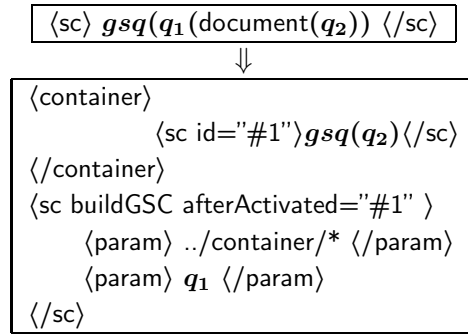 ⟨sc⟩ gsq(q₁(document(q₂)) ⟨/sc⟩
⇓
⟨container⟩
⟨sc id="#1"⟩gsq(q₂)⟨/sc⟩
⟨/container⟩
⟨sc buildGSC afterActivated="#1" ⟩
⟨param⟩ ../container/* ⟨/param⟩
⟨param⟩ q₁ ⟨/param⟩
⟨/sc⟩